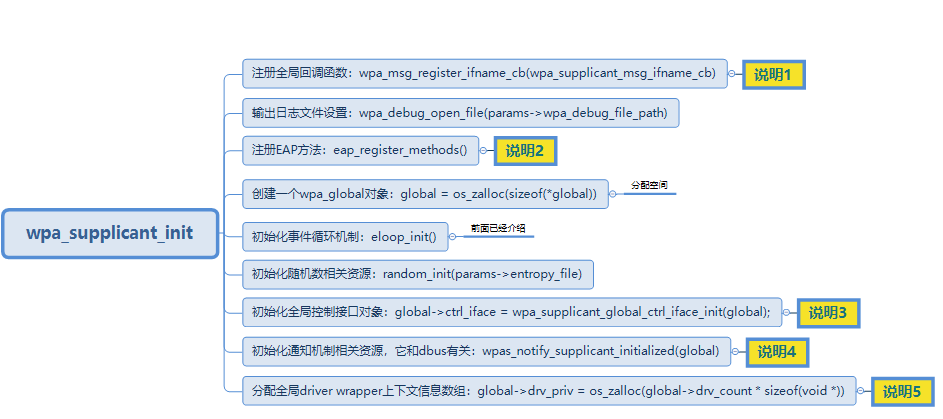 wpa_supplicant_init
注册全局回调函数：wpa_msg_register_ifname_cb(wpa_supplicant_msg_ifname_cb)
说明1
输出日志文件设置：wpa_debug_open_file(params->wpa_debug_file_path)
注册EAP方法：eap_register_methods()
说明2
创建一个wpa_global对象：global = os_zalloc(sizeof(*global))
分配空间
初始化事件循环机制：eloop_init()
前面已经介绍
初始化随机数相关资源：random_init(params->entropy_file)
初始化全局控制接口对象：global->ctrl_iface = wpa_supplicant_global_ctrl_iface_init(global);
说明3
初始化通知机制相关资源，它和dbus有关：wpas_notify_supplicant_initialized(global)
说明4
分配全局driver wrapper上下文信息数组：global->drv_priv = os_zalloc(global->drv_count * sizeof(void *))
说明5